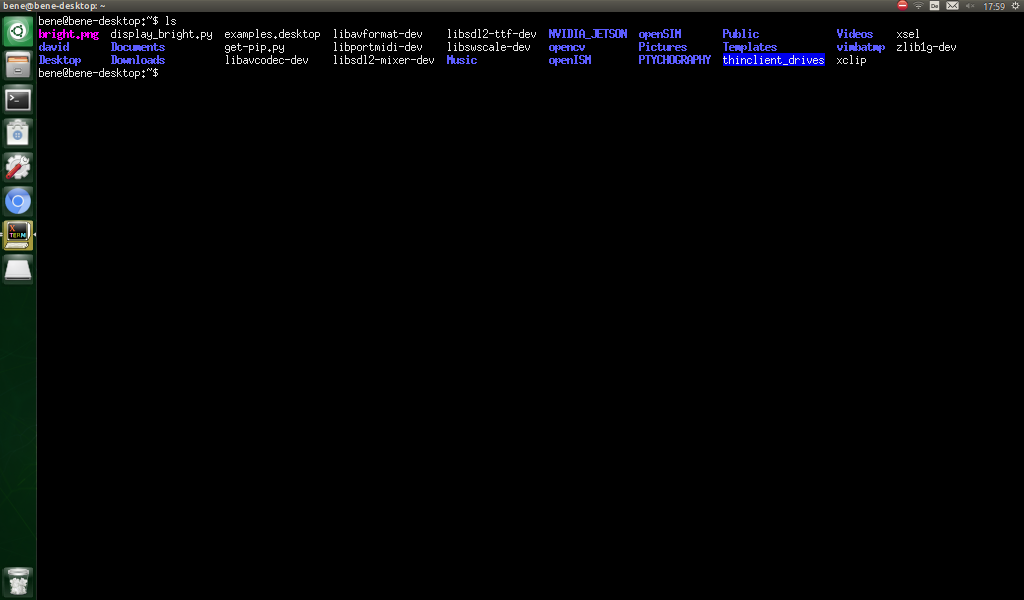 bene@bene-desktop: ~ De 17:59
bene@bene-desktop:~$ ls
bright.png display_bright.py examples.desktop libavformat-dev libsdl2-ttf-dev NVIDIA_JETSON openSIM Public Videos xsel
david Documents get-pip.py libportmidi-dev libswscale-dev opencv Pictures Templates vimbatmp zlib1g-dev
Desktop Downloads libavcodec-dev libsdl2-mixer-dev Music openISM PTYCHOGRAPHY thinclient_drives xclip
bene@bene-desktop:~$
X
TERM